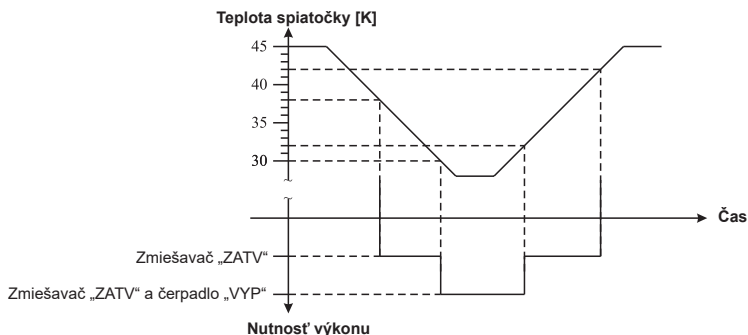 Teplota spiatočky [K]
45
40
35
30
Čas
Zmiešavač „ZATV“
Zmiešavač „ZATV“ a čerpadlo „VYP“
Nutnosť výkonu